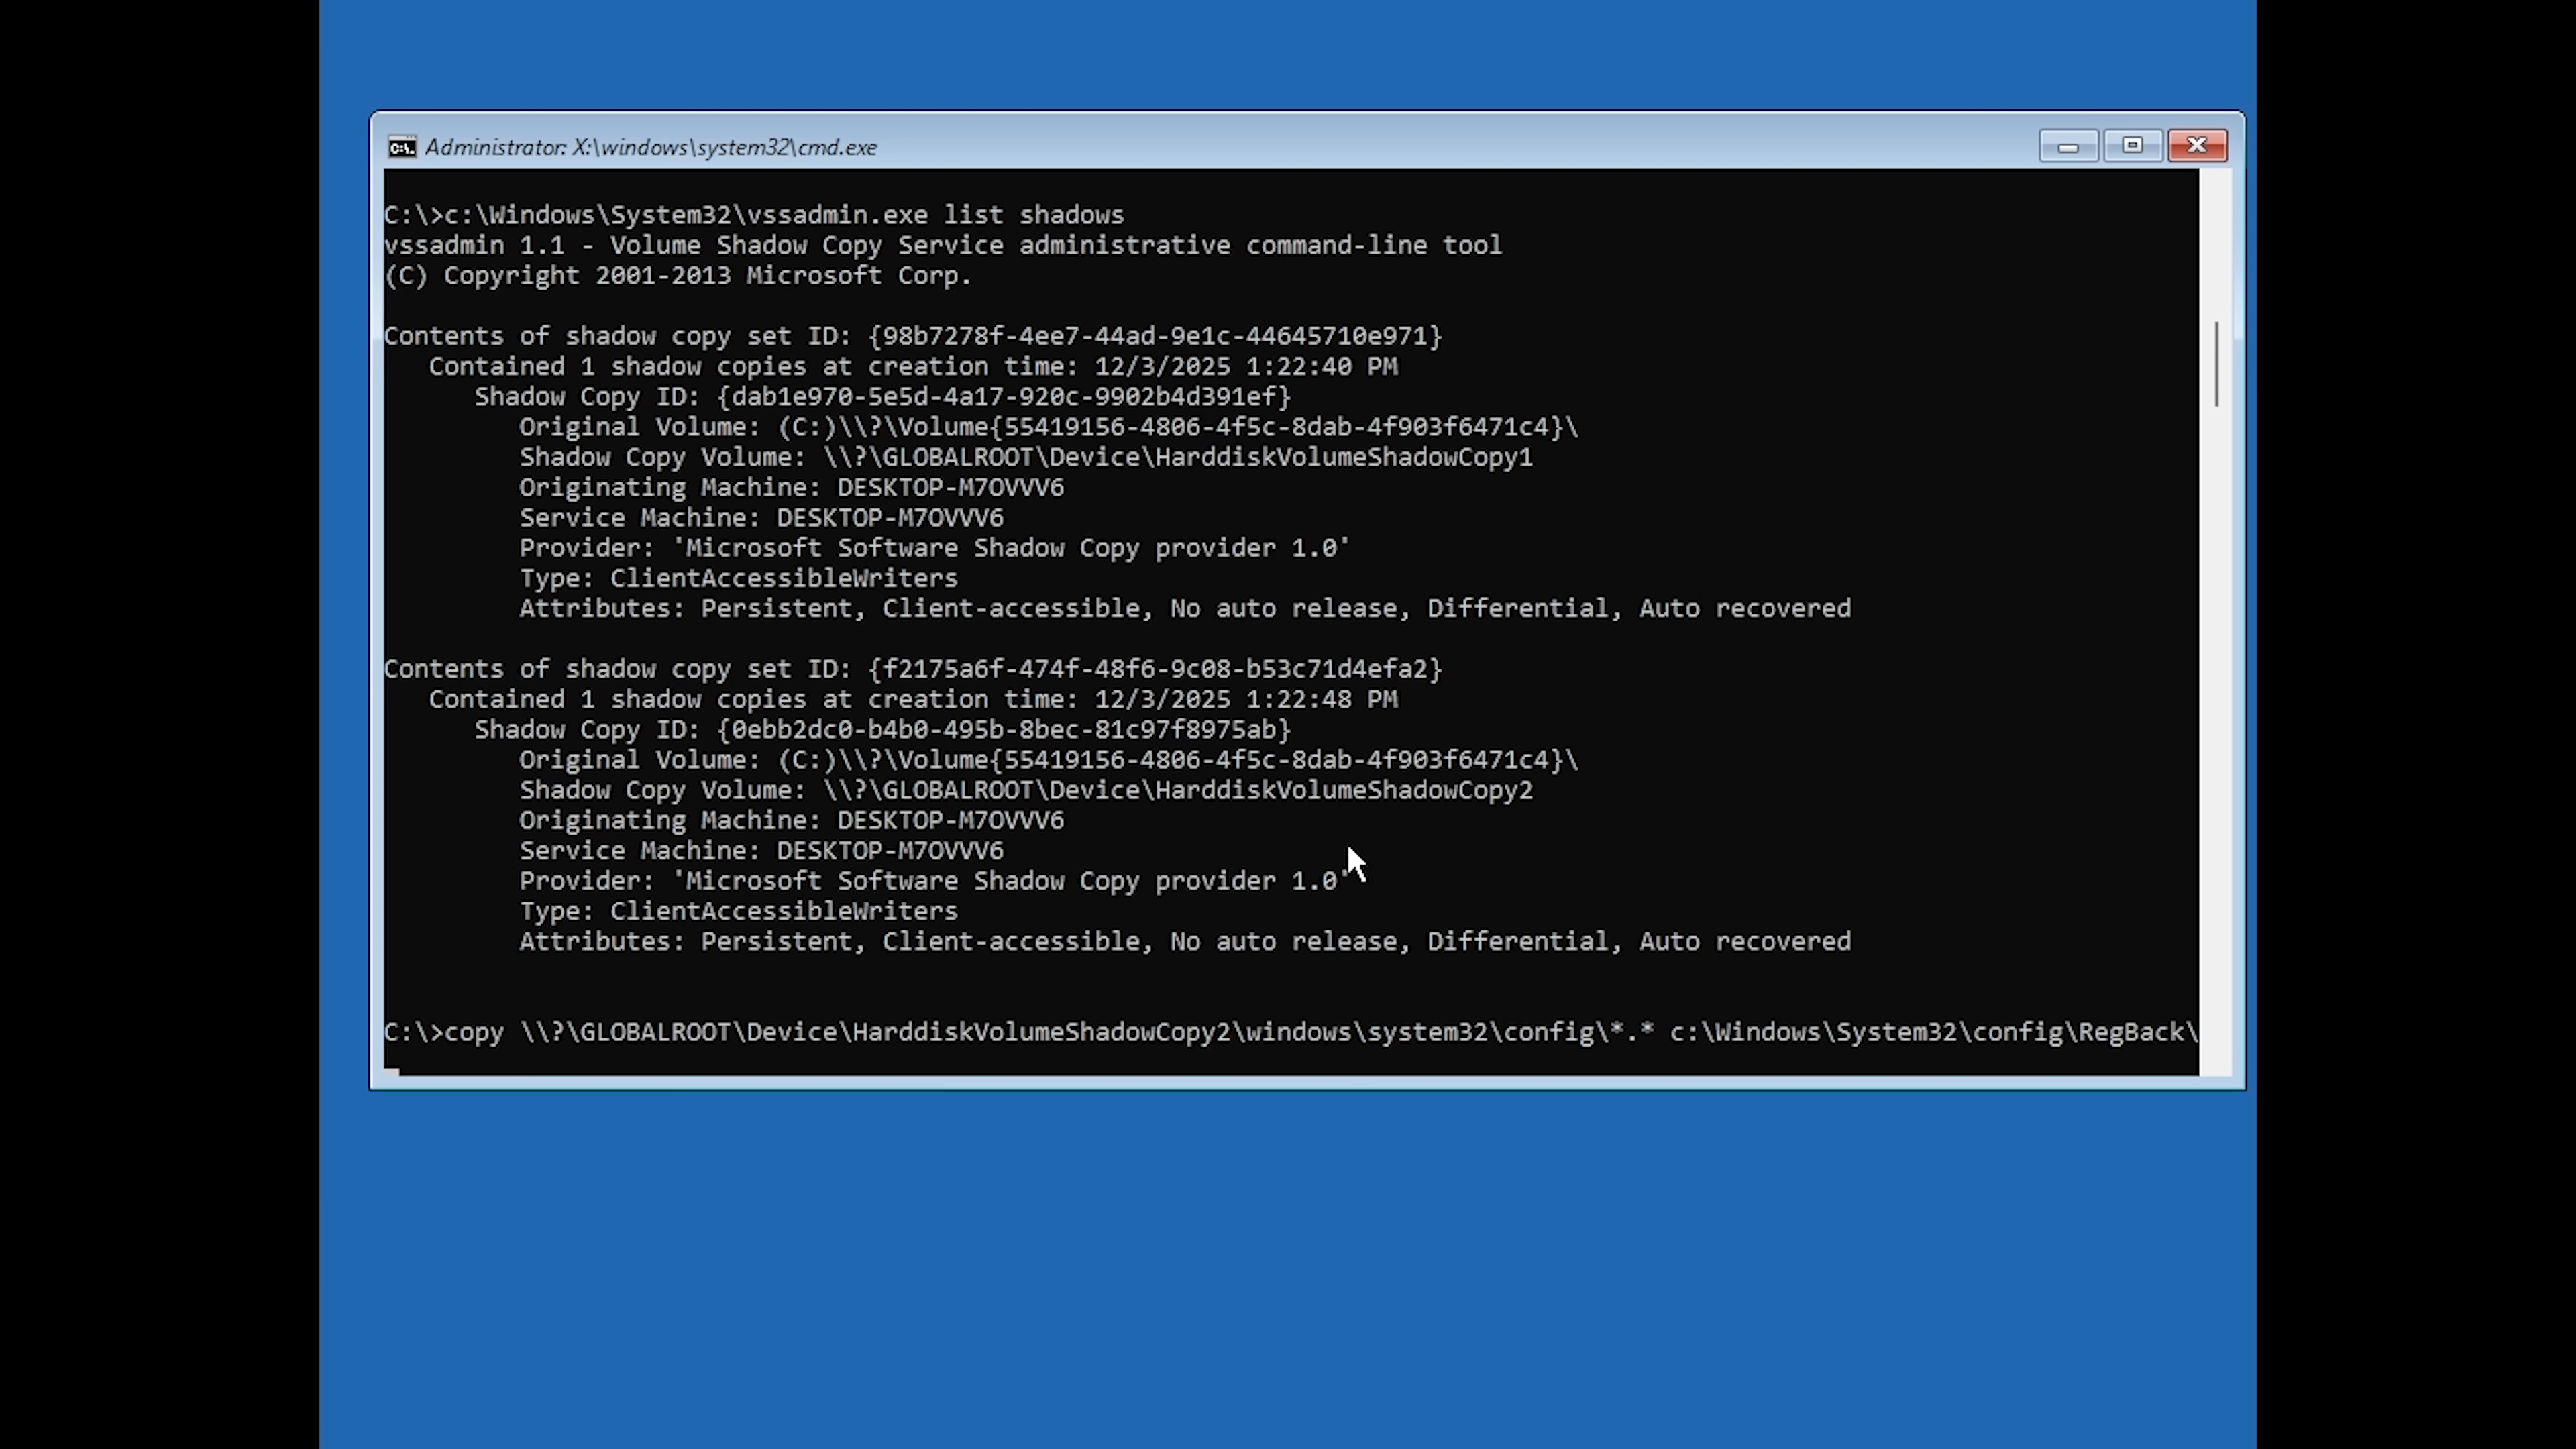 Administrator: X:\windows\system32\cmd.exe
C:\>c:\Windows\System32\vssadmin.exe list shadows
vssadmin 1.1 - Volume Shadow Copy Service administrative command-line tool
(C) Copyright 2001-2013 Microsoft Corp.
Contents of shadow copy set ID: {98b7278f-4ee7-44ad-9e1c-44645710e971}
Contained 1 shadow copies at creation time: 12/3/2025 1:22:40 PM
Shadow Copy ID: {dab1e970-5e5d-4a17-920c-9902b4d391ef}
Original Volume: (C:)\\?\Volume{55419156-4806-4f5c-8dab-4f903f6471c4}\
Shadow Copy Volume: \\?\GLOBALROOT\Device\HarddiskVolumeShadowCopy1
Originating Machine: DESKTOP-M7OVVV6
Service Machine: DESKTOP-M7OVVV6
Provider: 'Microsoft Software Shadow Copy provider 1.0'
Type: ClientAccessibleWriters
Attributes: Persistent, Client-accessible, No auto release, Differential, Auto recovered
Contents of shadow copy set ID: {f2175a6f-474f-48f6-9c08-b53c71d4efa2}
Contained 1 shadow copies at creation time: 12/3/2025 1:22:48 PM
Shadow Copy ID: {0ebb2dc0-b4b0-495b-8bec-81c97f8975ab}
Original Volume: (C:)\\?\Volume{55419156-4806-4f5c-8dab-4f903f6471c4}\
Shadow Copy Volume: \\?\GLOBALROOT\Device\HarddiskVolumeShadowCopy2
Originating Machine: DESKTOP-M7OVVV6
Service Machine: DESKTOP-M7OVVV6
Provider: 'Microsoft Software Shadow Copy provider 1.0'
Type: ClientAccessibleWriters
Attributes: Persistent, Client-accessible, No auto release, Differential, Auto recovered
C:\>copy \\?\GLOBALROOT\Device\HarddiskVolumeShadowCopy2\windows\system32\config\*.* c:\Windows\System32\config\RegBack\